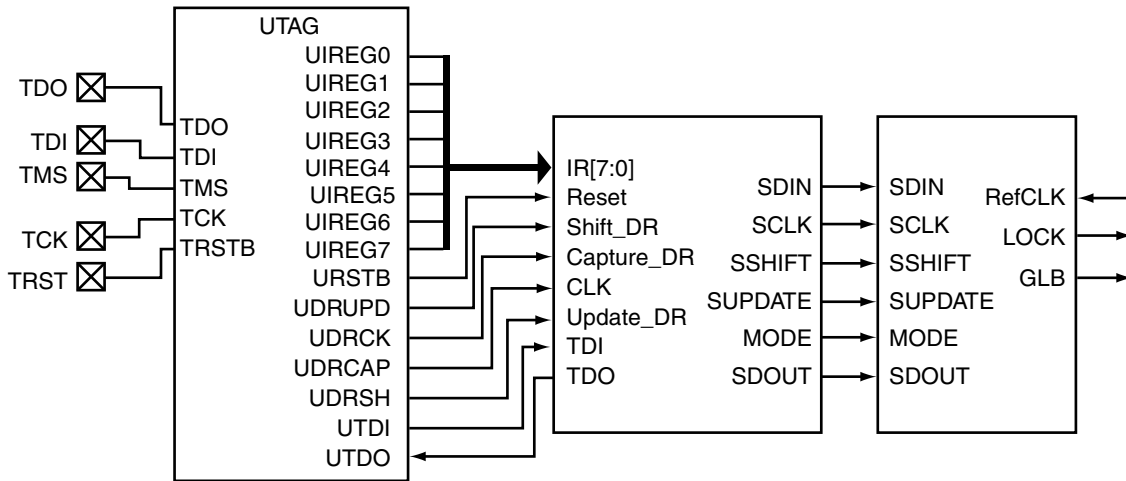 UTAG
TDO
TDI
TMS
TCK
TRST
TDO
TDI
TMS
TCK
TRSTB
UIREG0
UIREG1
UIREG2
UIREG3
UIREG4
UIREG5
UIREG6
UIREG7
URSTB
UDRUPD
UDRCK
UDRCAP
UDRSH
UTDI
UTDO
IR[7:0]
Reset
Shift_DR
Capture_DR
CLK
Update_DR
TDI
TDO
SDIN
SCLK
SSHIFT
SUPDATE
MODE
SDOUT
SDIN
SCLK
SSHIFT
SUPDATE
MODE
SDOUT
RefCLK
LOCK
GLB